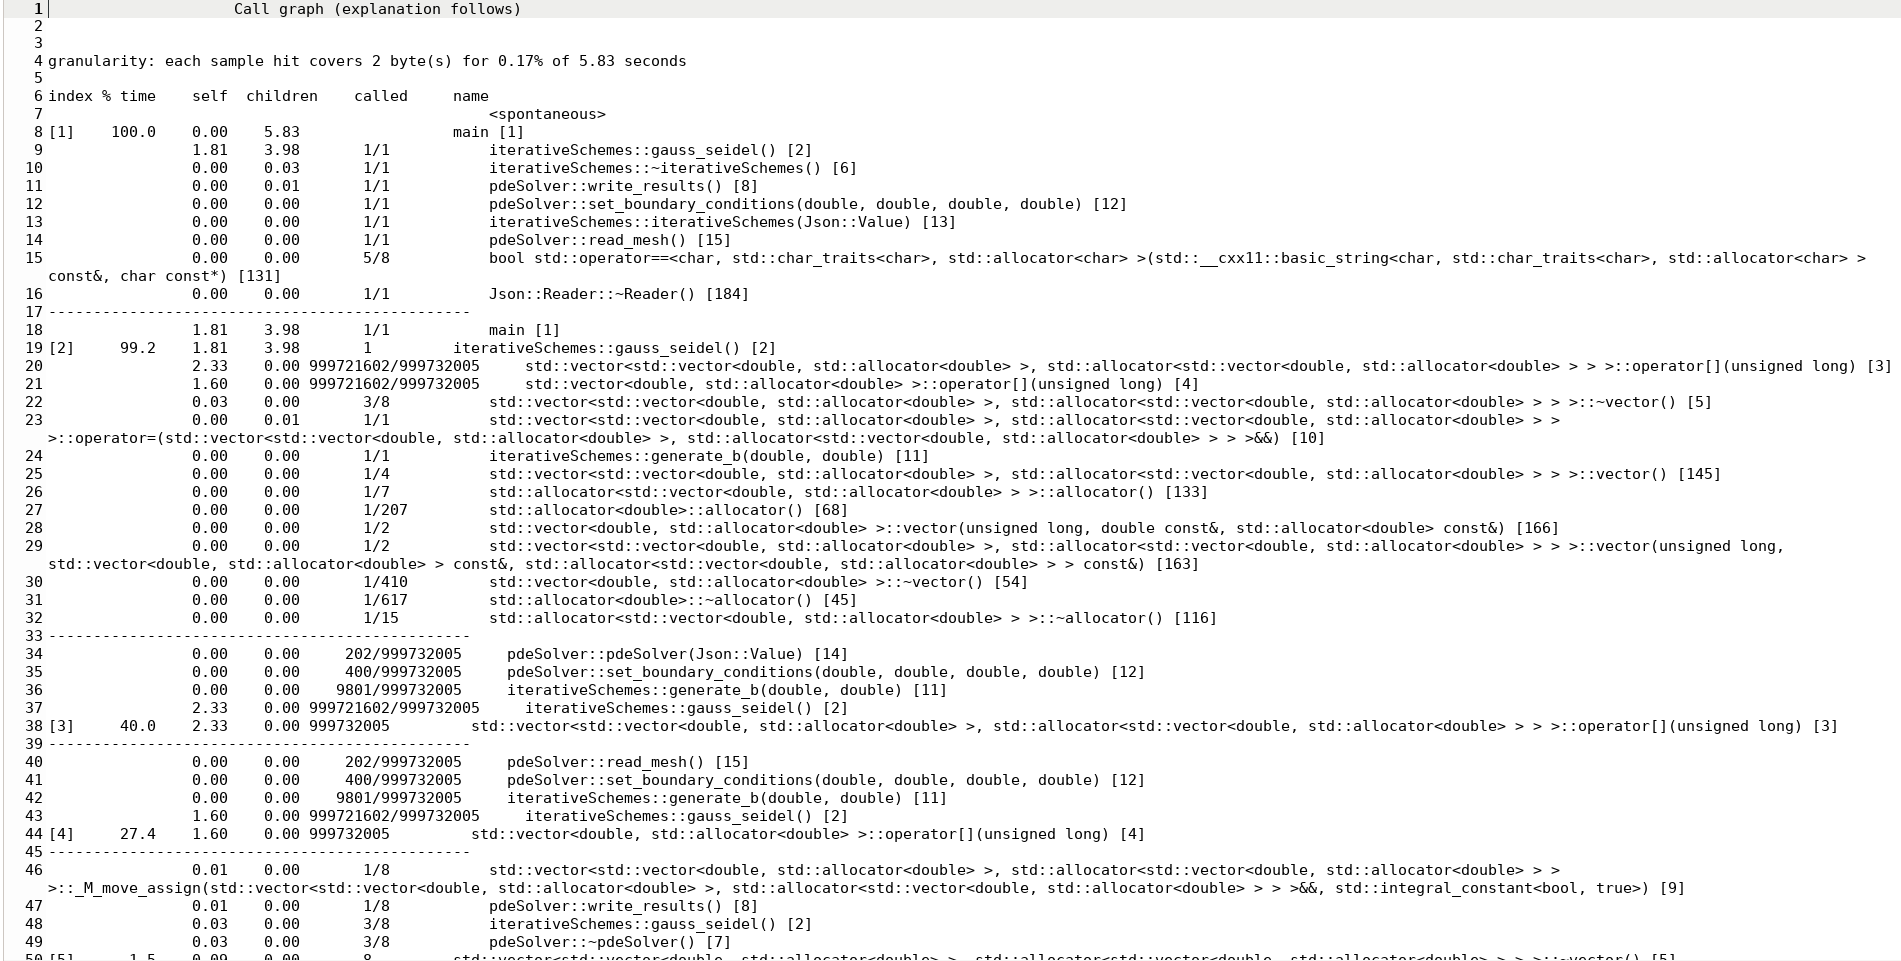 1 Call graph (explanation follows)
2
3
4 granularity: each sample hit covers 2 byte(s) for 0.17% of 5.83 seconds
5
6 index % time    self  children    called     name
7                                                  <spontaneous>
8 [1]    100.0    0.00    5.83                 main [1]
9                 1.81    3.98       1/1           iterativeSchemes::gauss_seidel() [2]
10                0.00    0.03       1/1           iterativeSchemes::~iterativeSchemes() [6]
11                0.00    0.01       1/1           pdeSolver::write_results() [8]
12                0.00    0.00       1/1           pdeSolver::set_boundary_conditions(double, double, double, double) [12]
13                0.00    0.00       1/1           iterativeSchemes::iterativeSchemes(Json::Value) [13]
14                0.00    0.00       1/1           pdeSolver::read_mesh() [15]
15                0.00    0.00       5/8           bool std::operator==<char, std::char_traits<char>, std::allocator<char> >(std::__cxx11::basic_string<char, std::char_traits<char>, std::allocator<char> >
const&, char const*) [131]
16                0.00    0.00       1/1           Json::Reader::~Reader() [184]
17 -----------------------------------------------
18                1.81    3.98       1/1           main [1]
19 [2]     99.2    1.81    3.98       1         iterativeSchemes::gauss_seidel() [2]
20                2.33    0.00 999721602/999732005     std::vector<std::vector<double, std::allocator<double> >, std::allocator<std::vector<double, std::allocator<double> > > >::operator[](unsigned long) [3]
21                1.60    0.00 999721602/999732005     std::vector<double, std::allocator<double> >::operator[](unsigned long) [4]
22                0.03    0.00       3/8           std::vector<std::vector<double, std::allocator<double> >, std::allocator<std::vector<double, std::allocator<double> > > >::~vector() [5]
23                0.00    0.01       1/1           std::vector<std::vector<double, std::allocator<double> >, std::allocator<std::vector<double, std::allocator<double> > >
>::operator=(std::vector<std::vector<double, std::allocator<double> >, std::allocator<std::vector<double, std::allocator<double> > > >&&) [10]
24                0.00    0.00       1/1           iterativeSchemes::generate_b(double, double) [11]
25                0.00    0.00       1/4           std::vector<std::vector<double, std::allocator<double> >, std::allocator<std::vector<double, std::allocator<double> > > >::vector() [145]
26                0.00    0.00       1/7           std::allocator<std::vector<double, std::allocator<double> > >::allocator() [133]
27                0.00    0.00       1/207         std::allocator<double>::allocator() [68]
28                0.00    0.00       1/2           std::vector<double, std::allocator<double> >::vector(unsigned long, double const&, std::allocator<double> const&) [166]
29                0.00    0.00       1/2           std::vector<std::vector<double, std::allocator<double> >, std::allocator<std::vector<double, std::allocator<double> > > >::vector(unsigned long,
std::vector<double, std::allocator<double> > const&, std::allocator<std::vector<double, std::allocator<double> > > const&) [163]
30                0.00    0.00       1/410         std::vector<double, std::allocator<double> >::~vector() [54]
31                0.00    0.00       1/617         std::allocator<double>::~allocator() [45]
32                0.00    0.00       1/15          std::allocator<std::vector<double, std::allocator<double> > >::~allocator() [116]
33 -----------------------------------------------
34                0.00    0.00     202/999732005     pdeSolver::pdeSolver(Json::Value) [14]
35                0.00    0.00     400/999732005     pdeSolver::set_boundary_conditions(double, double, double, double) [12]
36                0.00    0.00    9801/999732005     iterativeSchemes::generate_b(double, double) [11]
37                2.33    0.00 999721602/999732005     iterativeSchemes::gauss_seidel() [2]
38 [3]     40.0    2.33    0.00 999732005         std::vector<std::vector<double, std::allocator<double> >, std::allocator<std::vector<double, std::allocator<double> > > >::operator[](unsigned long) [3]
39 -----------------------------------------------
40                0.00    0.00     202/999732005     pdeSolver::read_mesh() [15]
41                0.00    0.00     400/999732005     pdeSolver::set_boundary_conditions(double, double, double, double) [12]
42                0.00    0.00    9801/999732005     iterativeSchemes::generate_b(double, double) [11]
43                1.60    0.00 999721602/999732005     iterativeSchemes::gauss_seidel() [2]
44 [4]     27.4    1.60    0.00 999732005         std::vector<double, std::allocator<double> >::operator[](unsigned long) [4]
45 -----------------------------------------------
46                0.01    0.00       1/8           std::vector<std::vector<double, std::allocator<double> >, std::allocator<std::vector<double, std::allocator<double> > >
>::_M_move_assign(std::vector<std::vector<double, std::allocator<double> >, std::allocator<std::vector<double, std::allocator<double> > > >&&, std::integral_constant<bool, true>) [9]
47                0.01    0.00       1/8           pdeSolver::write_results() [8]
48                0.03    0.00       3/8           iterativeSchemes::gauss_seidel() [2]
49                0.03    0.00       3/8           pdeSolver::~pdeSolver() [7]
50 [5]      1.5    0.09    0.00       8         std::vector<std::vector<double, std::allocator<double> >, std::allocator<std::vector<double, std::allocator<double> > > >::~vector() [5]